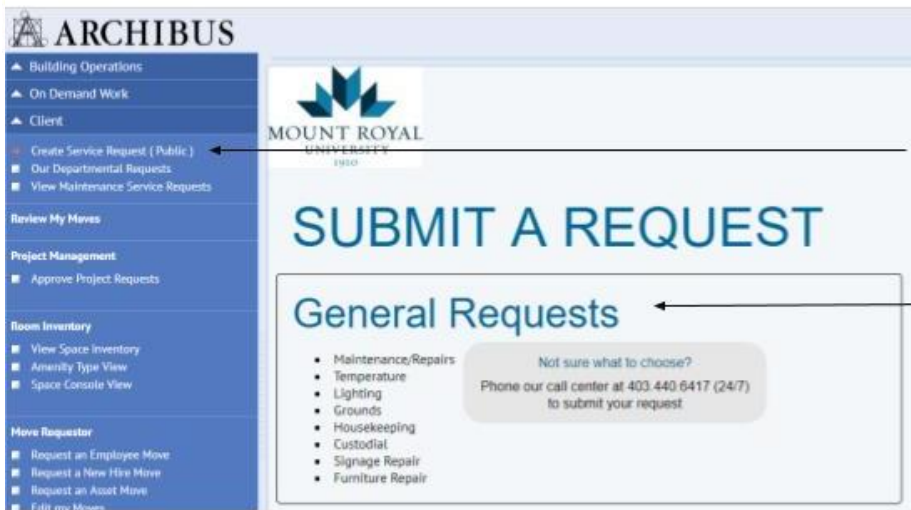 ARCHIBUS
Building Operations
On Demand Work
Client
Create Service Request ( Public )
Our Departmental Requests
View Maintenance Service Requests
Review My Moves
Project Management
Approve Project Requests
Room Inventory
View Space Inventory
Amenity Type View
Space Console View
Move Requestor
Request an Employee Move
Request a New Hire Move
Request an Asset Move
Edit my Moves
MOUNT ROYAL
UNIVERSITY
1910
SUBMIT A REQUEST
General Requests
Maintenance/Repairs
Temperature
Lighting
Grounds
Housekeeping
Custodial
Signage Repair
Furniture Repair
Not sure what to choose?
Phone our call center at 403.440 6417 (24/7)
to submit your request